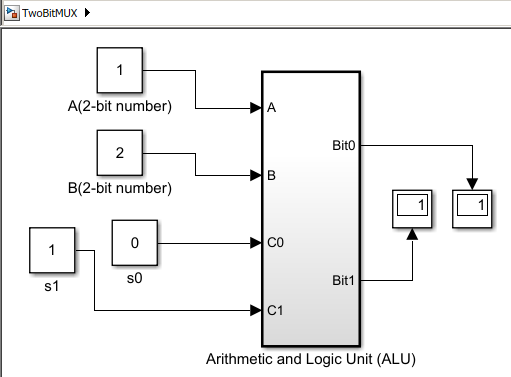 TwoBitMUX
1
A(2-bit number)
A
Bit0
2
B(2-bit number)
B
1
1
1
s1
0
s0
C0
Bit1
C1
Arithmetic and Logic Unit (ALU)